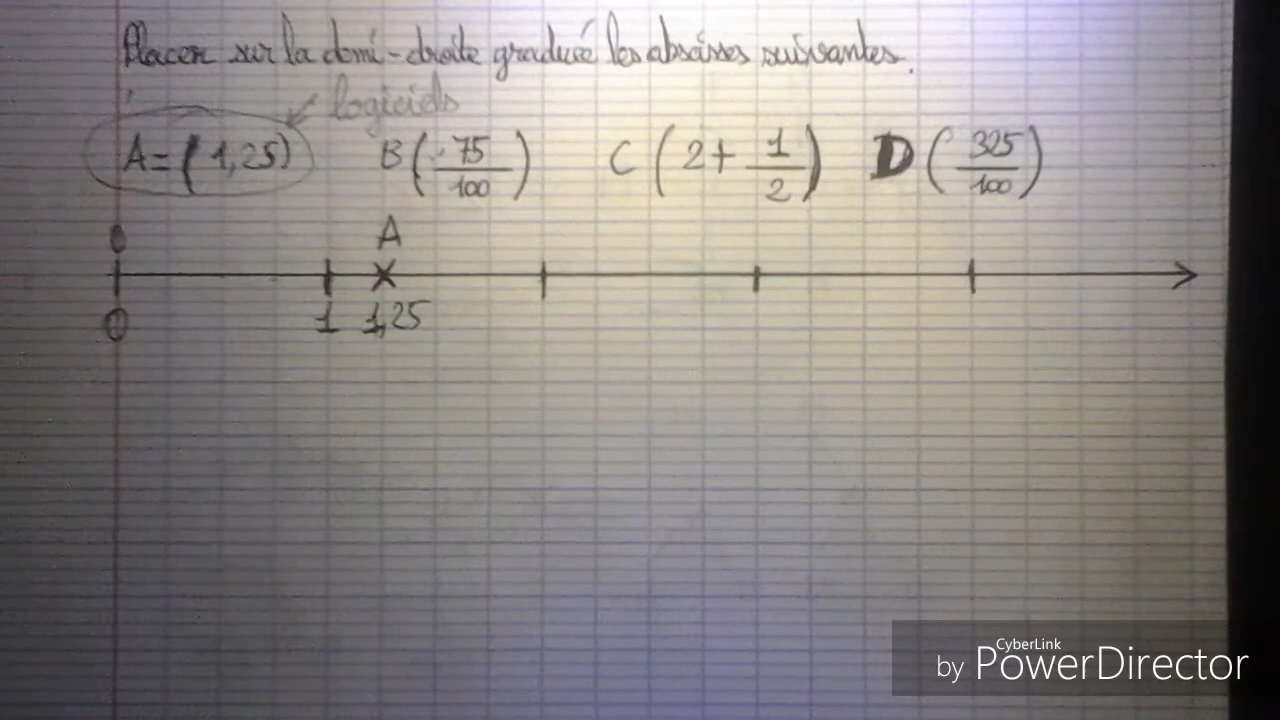 Placer sur la demi-droite graduée les abscisses suivantes.
logiciels
A=(1,25) B(75/100) C(2+1/2) D(325/100)
0 A
0 1 1,25
CyberLink
by PowerDirector